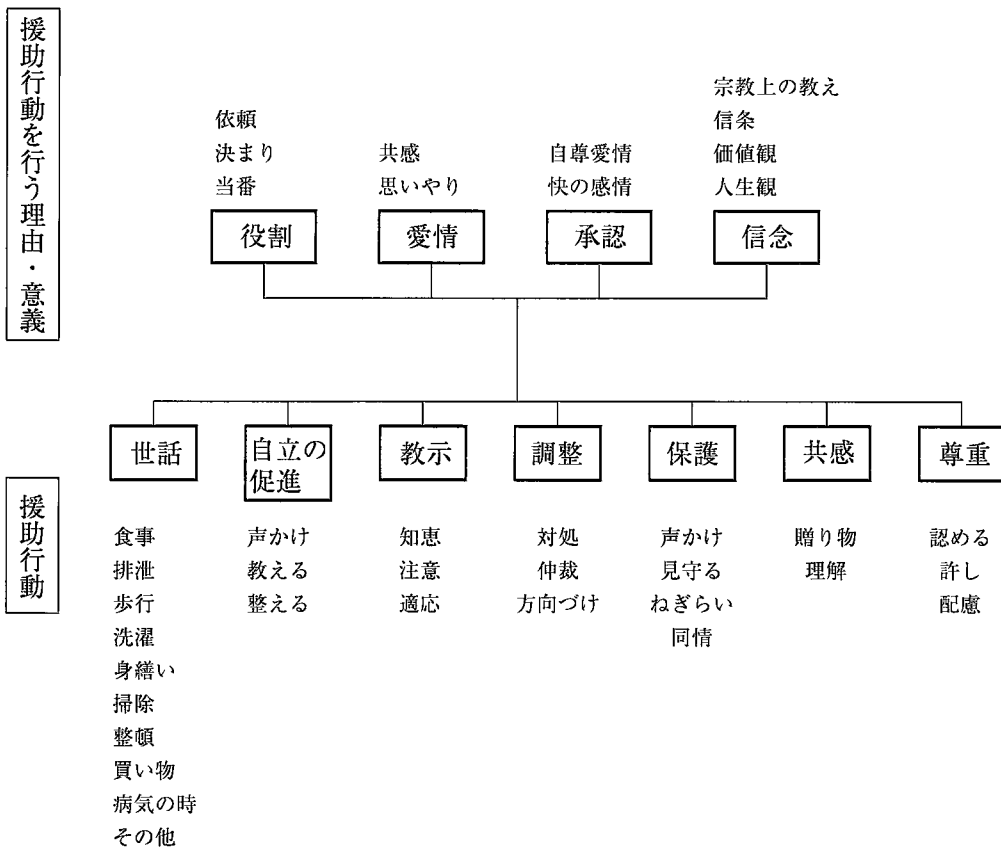 援助行動を行う理由・意義
依頼
決まり
当番
役割
共感
思いやり
愛情
自尊愛情
快の感情
承認
宗教上の教え
信条
価値観
人生観
信念
援助行動
世話
食事
排泄
歩行
洗濯
身繕い
掃除
整頓
買い物
病気の時
その他
自立の
促進
声かけ
教える
整える
教示
知恵
注意
適応
調整
対処
仲裁
方向づけ
保護
声かけ
見守る
ねぎらい
同情
共感
贈り物
理解
尊重
認める
許し
配慮